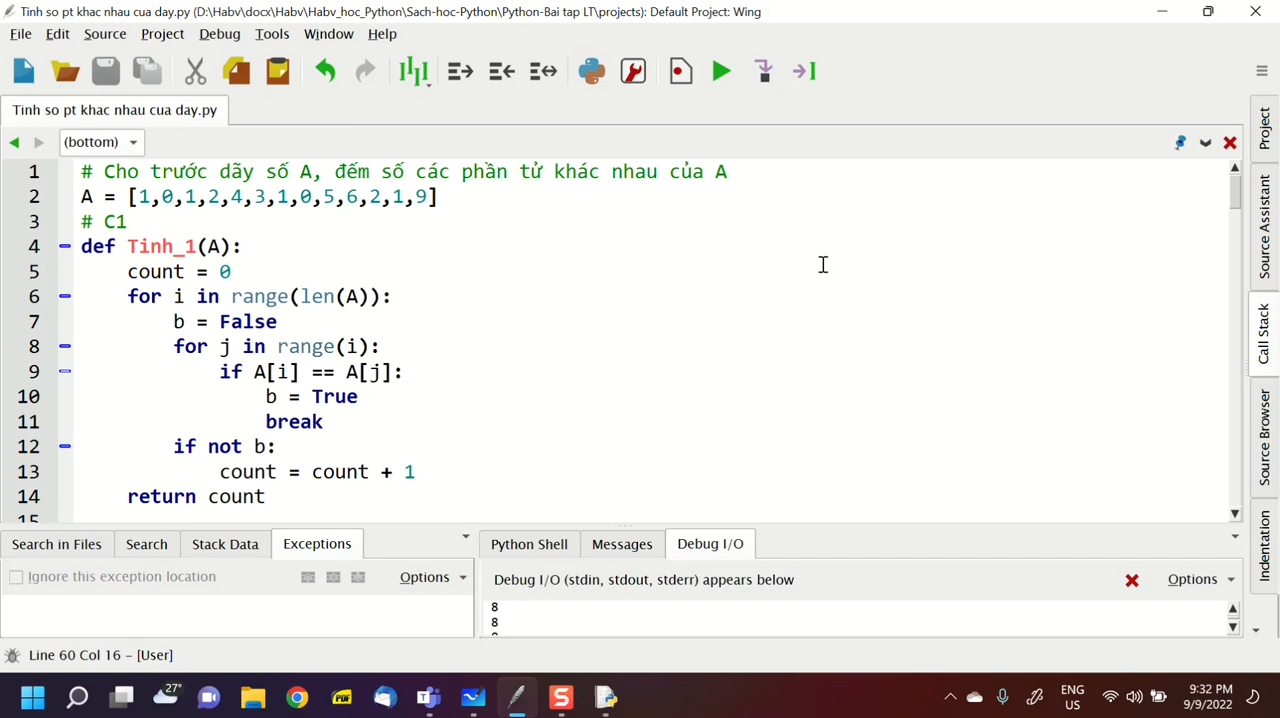 Tinh so pt khac nhau cua day.py (D:\Habv\docx\Habv\Habv_hoc_Python\Sach-hoc-Python\Python-Bai tap LT\projects): Default Project: Wing
File Edit Source Project Debug Tools Window Help
Tinh so pt khac nhau cua day.py
(bottom)
1 # Cho trước dãy số A, đếm số các phần tử khác nhau của A
2 A = [1,0,1,2,4,3,1,0,5,6,2,1,9]
3 # C1
4 def Tinh_1(A):
5 count = 0
6 for i in range(len(A)):
7 b = False
8 for j in range(i):
9 if A[i] == A[j]:
10 b = True
11 break
12 if not b:
13 count = count + 1
14 return count
15
Project
Source Assistant
Call Stack
Source Browser
Indentation
Search in Files Search Stack Data Exceptions
Ignore this exception location Options
Python Shell Messages Debug I/O
Debug I/O (stdin, stdout, stderr) appears below Options
8
8
Line 60 Col 16 - [User]
27°
PDF
S
ENG
US
9:32 PM
9/9/2022